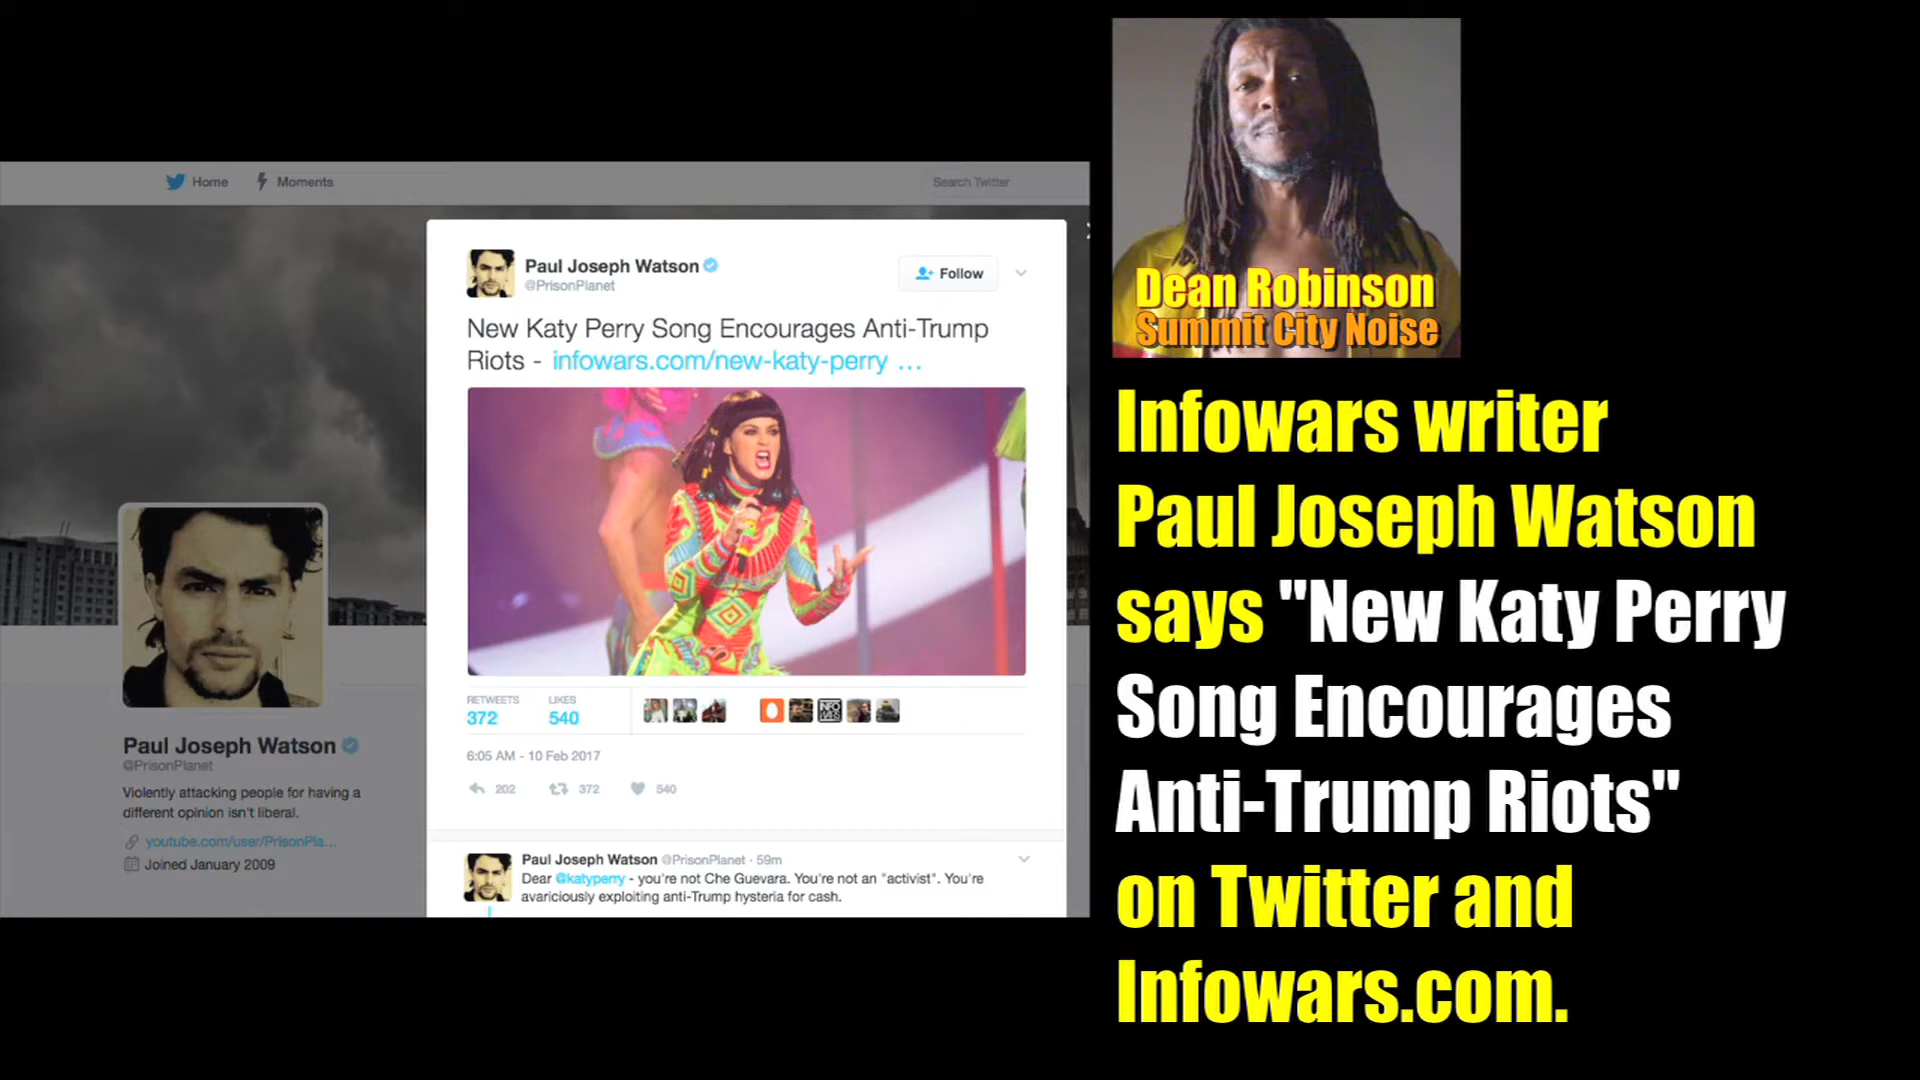 Home
Moments
Search Twitter
Paul Joseph Watson
@PrisonPlanet
Follow
New Katy Perry Song Encourages Anti-Trump
Riots - infowars.com/new-katy-perry …
RETWEETS
372
LIKES
540
INFO
WARS
6:05 AM - 10 Feb 2017
202
372
540
Paul Joseph Watson @PrisonPlanet · 59m
Dear @katyperry - you're not Che Guevara. You're not an "activist". You're
avariciously exploiting anti-Trump hysteria for cash.
Paul Joseph Watson
@PrisonPlanet
Violently attacking people for having a
different opinion isn't liberal.
youtube.com/user/PrisonPla...
Joined January 2009
Dean Robinson
Summit City Noise
Infowars writer
Paul Joseph Watson
says "New Katy Perry
Song Encourages
Anti-Trump Riots"
on Twitter and
Infowars.com.